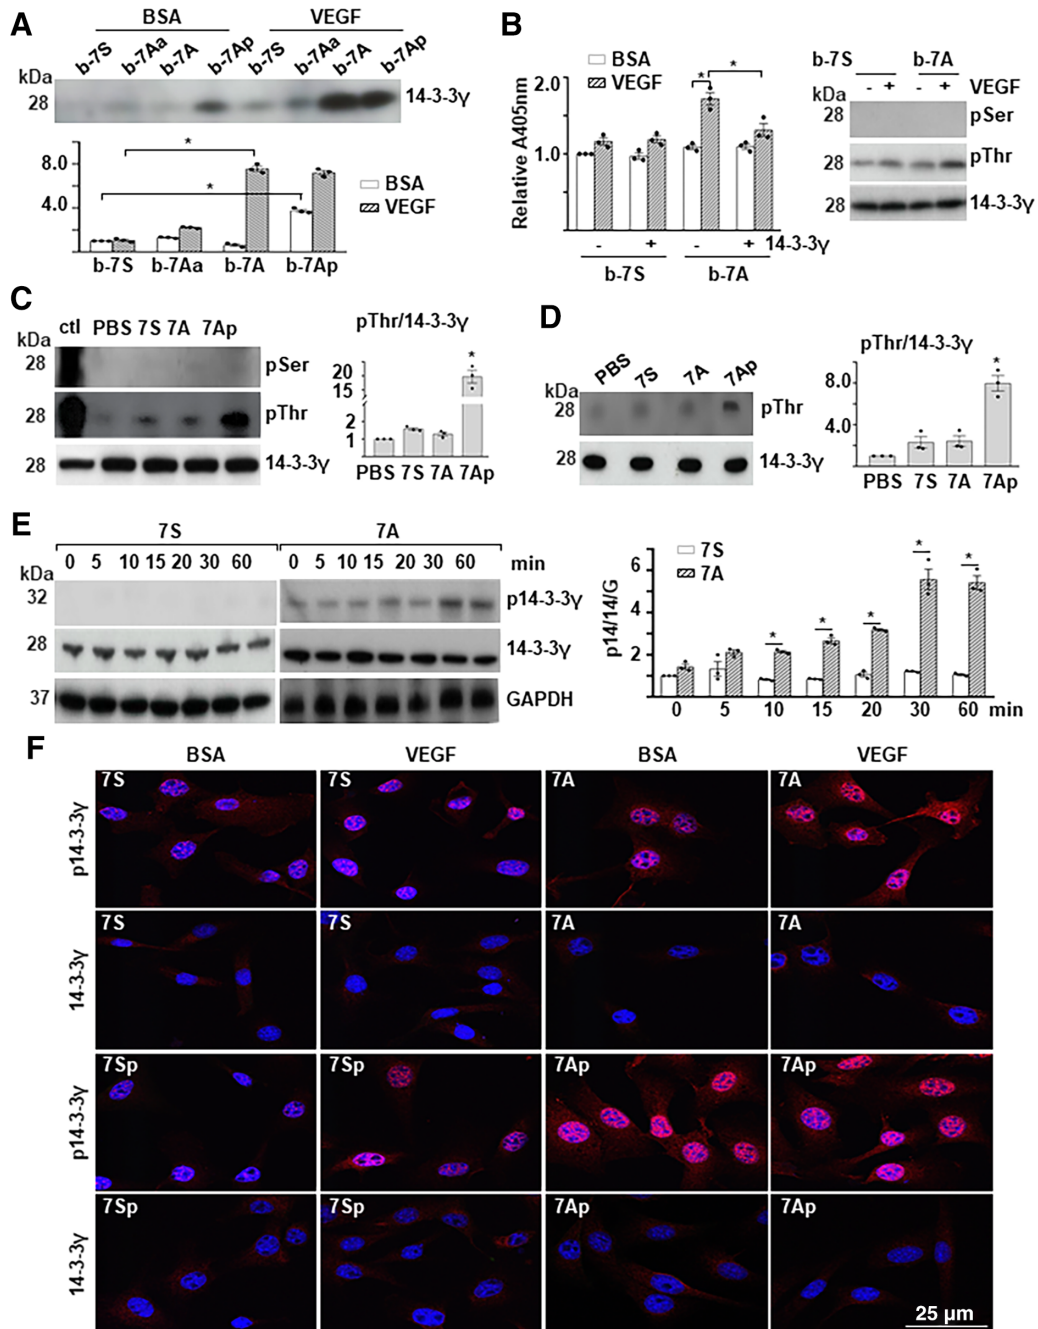 A
BSA VEGF
b-7S b-7Aa b-7A b-7Ap b-7S b-7Aa b-7A b-7Ap
kDa
28 14-3-3γ
8.0
4.0
*
*
BSA
VEGF
b-7S b-7Aa b-7A b-7Ap
B
BSA
VEGF
2.0
1.0
Relative A405nm
* *
- + - + 14-3-3γ
b-7S b-7A
b-7S b-7A
- + - + VEGF
kDa
28 pSer
28 pThr
28 14-3-3γ
C
ctl PBS 7S 7A 7Ap
kDa
28 pSer
28 pThr
28 14-3-3γ
pThr/14-3-3γ
20
15
2
1
*
PBS 7S 7A 7Ap
D
PBS 7S 7A 7Ap
kDa
28 pThr
28 14-3-3γ
pThr/14-3-3γ
8.0
4.0
*
PBS 7S 7A 7Ap
E
7S 7A
0 5 10 15 20 30 60 0 5 10 15 20 30 60 min
kDa
32 p14-3-3γ
28 14-3-3γ
37 GAPDH
7S
7A
p14/14/G
6
4
2
* * * * *
0 5 10 15 20 30 60 min
F
BSA VEGF BSA VEGF
p14-3-3γ 7S 7S 7A 7A
14-3-3γ 7S 7S 7A 7A
p14-3-3γ 7Sp 7Sp 7Ap 7Ap
14-3-3γ 7Sp 7Sp 7Ap 7Ap
25 µm